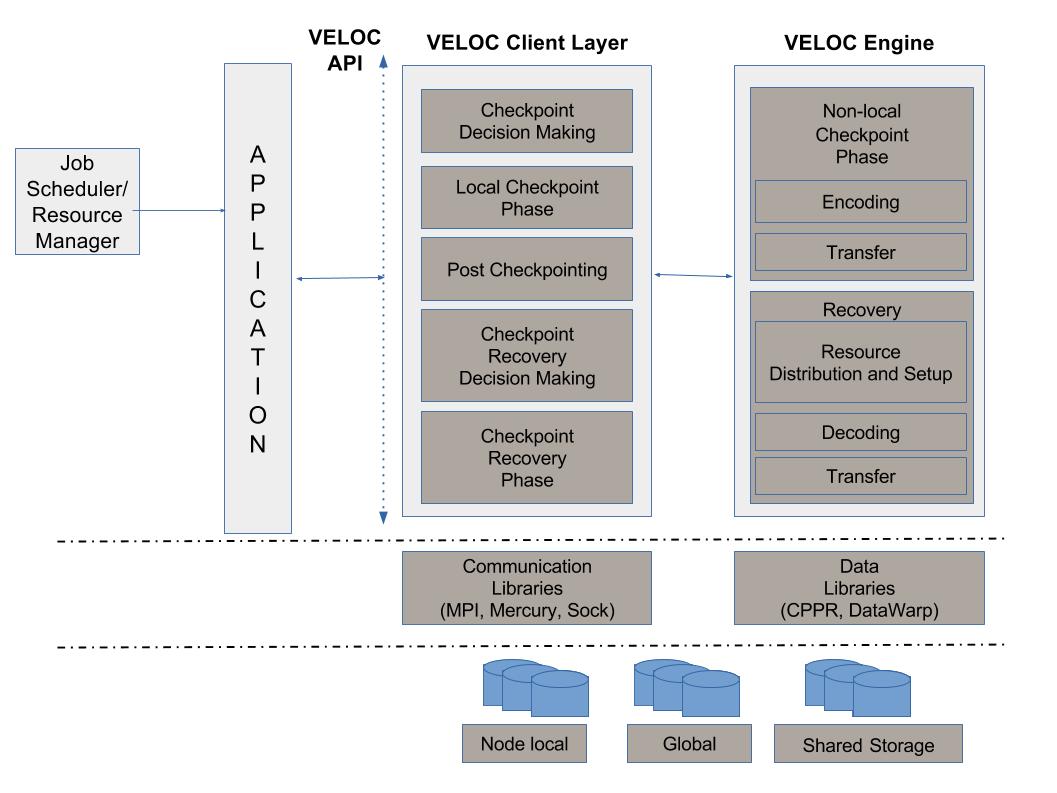 VELOC
API
VELOC Client Layer
VELOC Engine
Job
Scheduler/
Resource
Manager
A
P
P
L
I
C
A
T
I
O
N
Checkpoint
Decision Making
Local Checkpoint
Phase
Post Checkpointing
Checkpoint
Recovery
Decision Making
Checkpoint
Recovery
Phase
Non-local
Checkpoint
Phase
Encoding
Transfer
Recovery
Resource
Distribution and Setup
Decoding
Transfer
Communication
Libraries
(MPI, Mercury, Sock)
Data
Libraries
(CPPR, DataWarp)
Node local
Global
Shared Storage